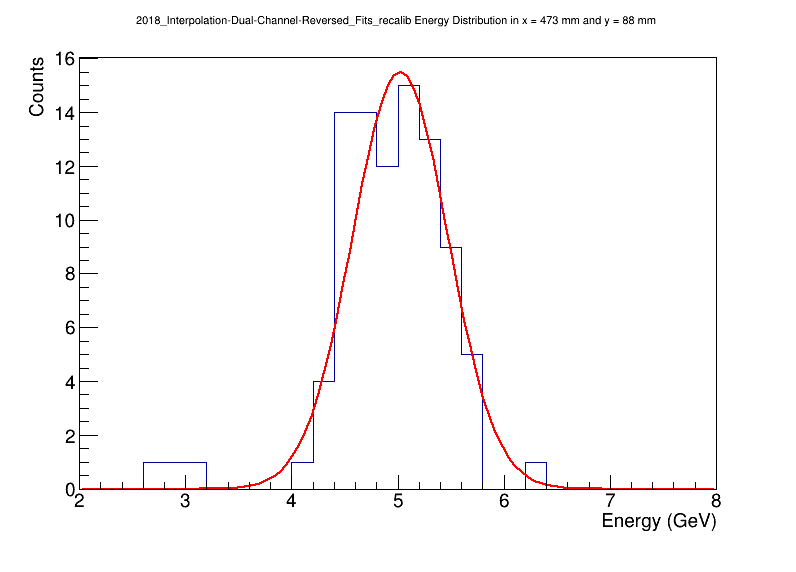 2018_Interpolation-Dual-Channel-Reversed_Fits_recalib Energy Distribution in x = 473 mm and y = 88 mm
Counts
16
14
12
10
8
6
4
2
0
2 3 4 5 6 7 8
Energy (GeV)